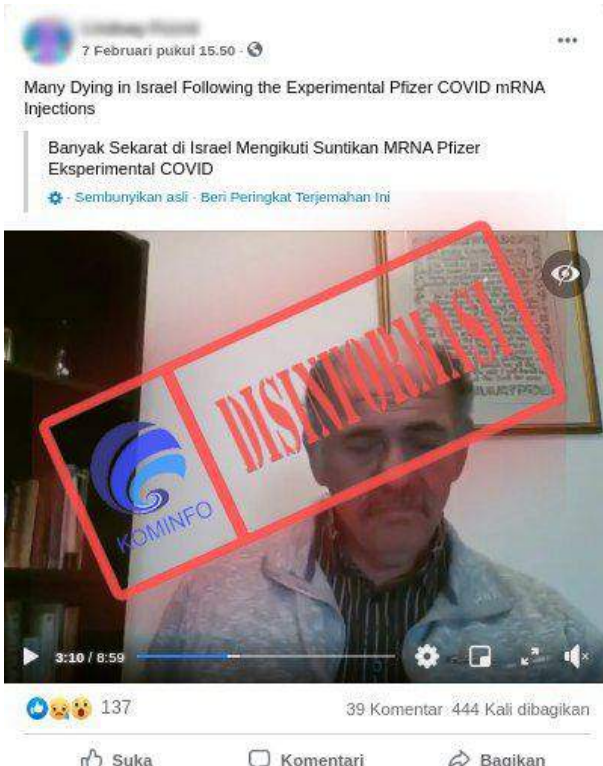 7 Februari pukul 15.50
Many Dying in Israel Following the Experimental Pfizer COVID mRNA
Injections
Banyak Sekarat di Israel Mengikuti Suntikan MRNA Pfizer
Eksperimental COVID
· Sembunyikan asli · Beri Peringkat Terjemahan Ini
DISINFORMASI
KOMINFO
3:10 / 8:59
137
39 Komentar 444 Kali dibagikan
Suka Komentari Bagikan